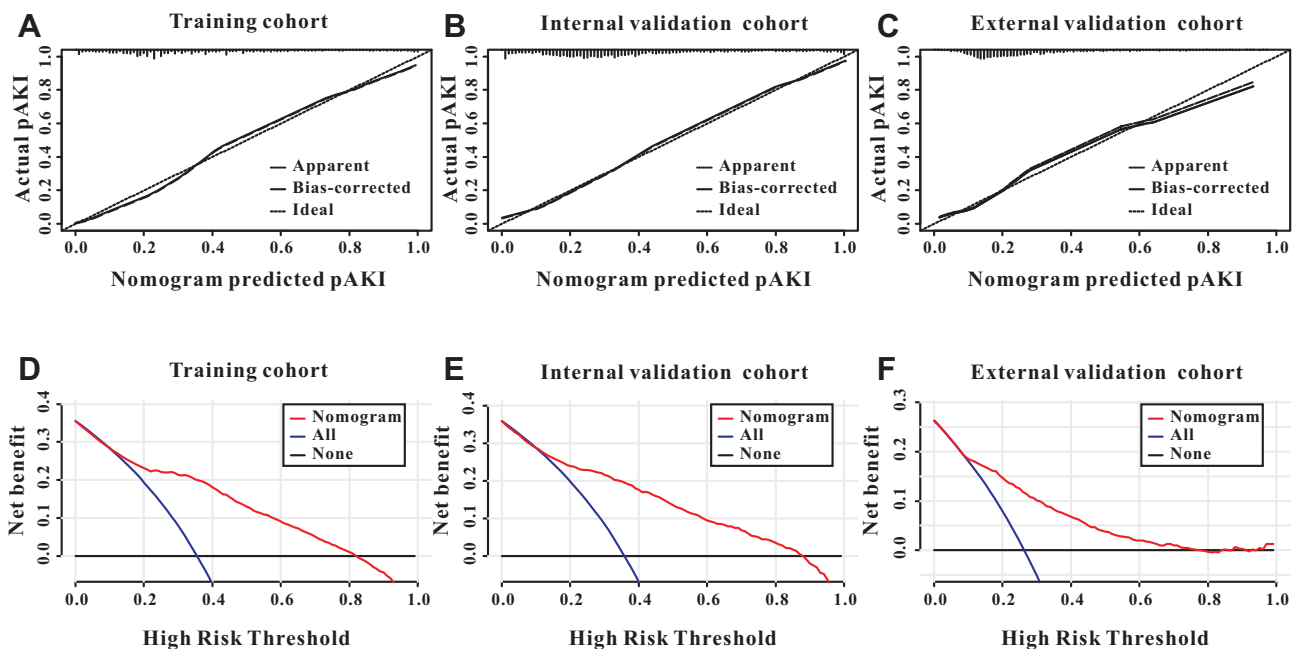 A Training cohort
Actual pAKI
0.0 0.2 0.4 0.6 0.8 1.0
Apparent
Bias-corrected
Ideal
0.0 0.2 0.4 0.6 0.8 1.0
Nomogram predicted pAKI
B Internal validation cohort
Actual pAKI
0.0 0.2 0.4 0.6 0.8 1.0
Apparent
Bias-corrected
Ideal
0.0 0.2 0.4 0.6 0.8 1.0
Nomogram predicted pAKI
C External validation cohort
Actual pAKI
0.0 0.2 0.4 0.6 0.8 1.0
Apparent
Bias-corrected
Ideal
0.0 0.2 0.4 0.6 0.8 1.0
Nomogram predicted pAKI
D Training cohort
Net benefit
0.0 0.1 0.2 0.3 0.4
Nomogram
All
None
0.0 0.2 0.4 0.6 0.8 1.0
High Risk Threshold
E Internal validation cohort
Net benefit
0.0 0.1 0.2 0.3 0.4
Nomogram
All
None
0.0 0.2 0.4 0.6 0.8 1.0
High Risk Threshold
F External validation cohort
Net benefit
0.0 0.1 0.2 0.3
Nomogram
All
None
0.0 0.2 0.4 0.6 0.8 1.0
High Risk Threshold